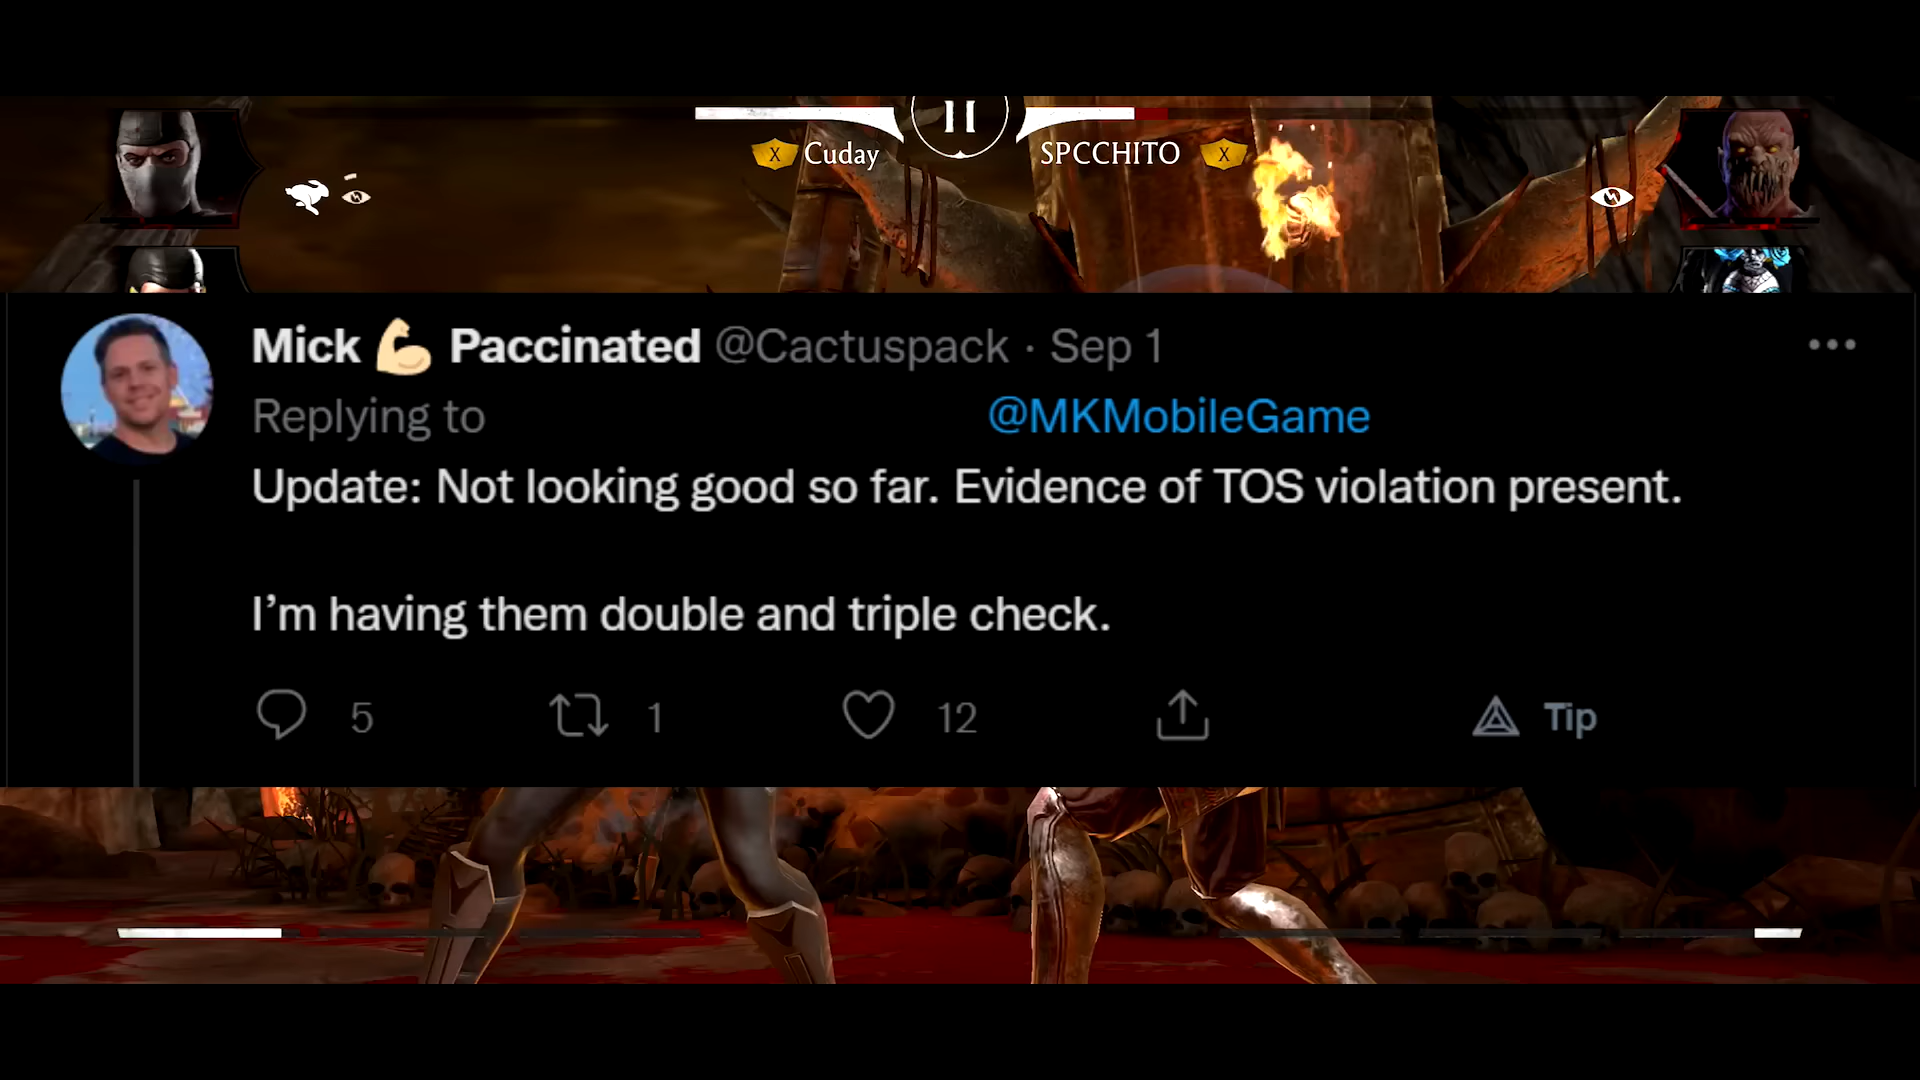 X Cuday
SPCCHITO X
Mick 💪🏻 Paccinated @Cactuspack · Sep 1
Replying to @MKMobileGame
Update: Not looking good so far. Evidence of TOS violation present.
I'm having them double and triple check.
5 1 12 Tip